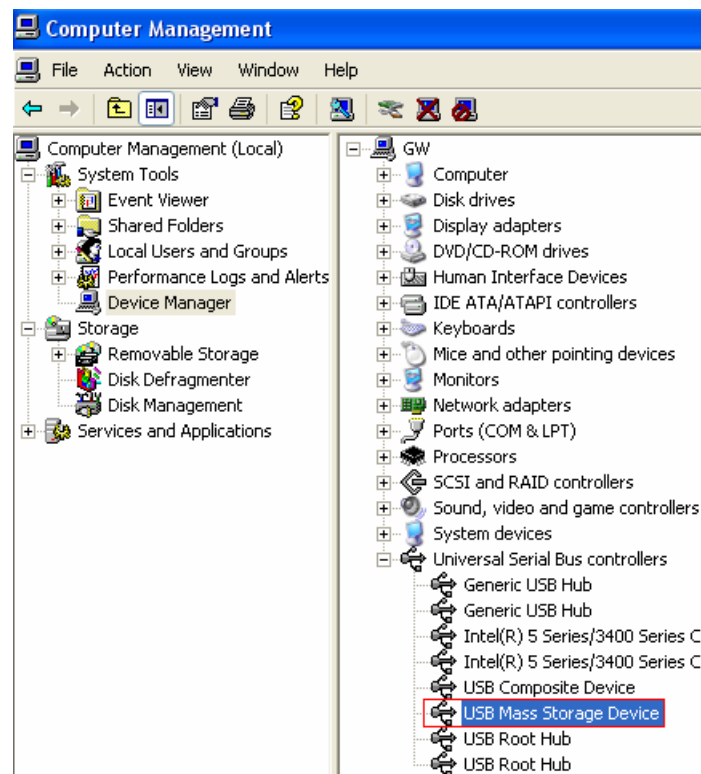 Computer Management
File Action View Window Help
Computer Management (Local)
System Tools
Event Viewer
Shared Folders
Local Users and Groups
Performance Logs and Alerts
Device Manager
Storage
Removable Storage
Disk Defragmenter
Disk Management
Services and Applications
GW
Computer
Disk drives
Display adapters
DVD/CD-ROM drives
Human Interface Devices
IDE ATA/ATAPI controllers
Keyboards
Mice and other pointing devices
Monitors
Network adapters
Ports (COM & LPT)
Processors
SCSI and RAID controllers
Sound, video and game controllers
System devices
Universal Serial Bus controllers
Generic USB Hub
Generic USB Hub
Intel(R) 5 Series/3400 Series C
Intel(R) 5 Series/3400 Series C
USB Composite Device
USB Mass Storage Device
USB Root Hub
USB Root Hub